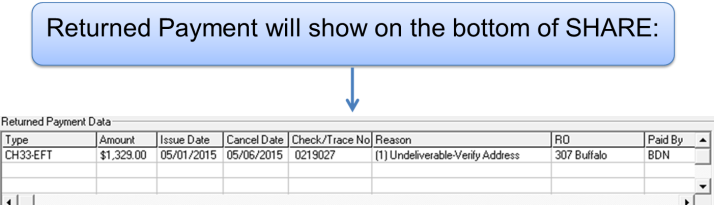 Returned Payment will show on the bottom of SHARE:
Returned Payment Data
Type Amount Issue Date Cancel Date Check/Trace No Reason RO Paid By
CH33-EFT $1,329.00 05/01/2015 05/06/2015 0219027 (1) Undeliverable-Verify Address 307 Buffalo BDN